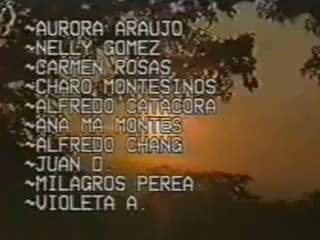 ~AURORA ARAUJO
~NELLY GOMEZ
~CARMEN ROSAS
~CHARO MONTESINOS
~ALFREDO CATACORA
~ANA MA MONTES
~ALFREDO CHANG
~JUAN D.
~MILAGROS PEREA
~VIOLETA A.